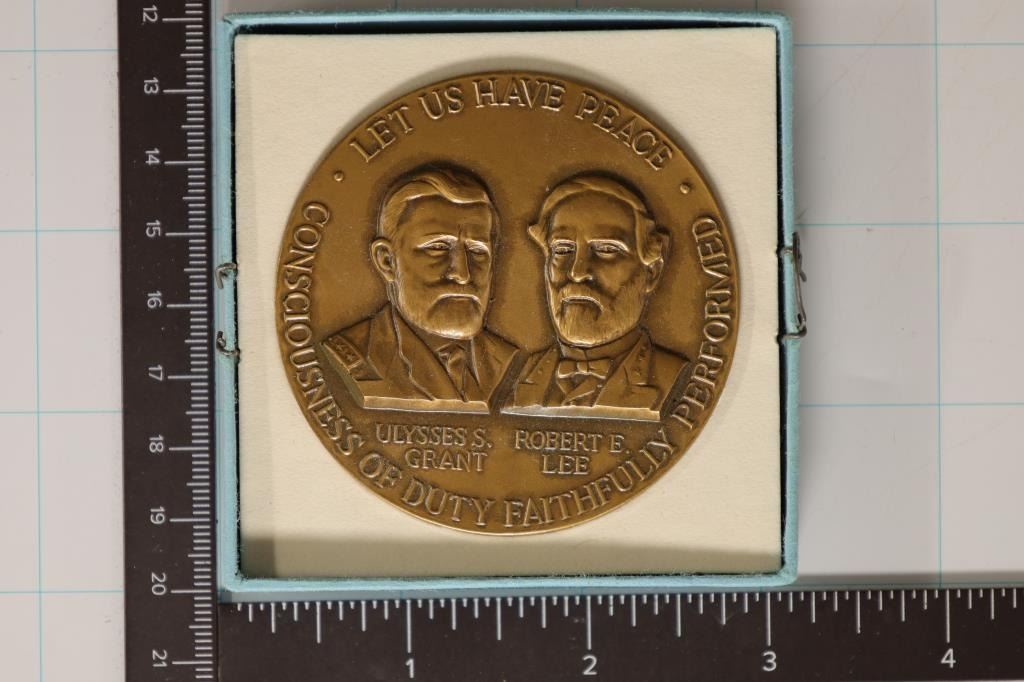 · LET US HAVE PEACE ·
CONSCIOUSNESS OF DUTY FAITHFULLY PERFORMED
ULYSSES S. GRANT
ROBERT E. LEE
12
13
14
15
16
17
18
19
20
21
1 2 3 4